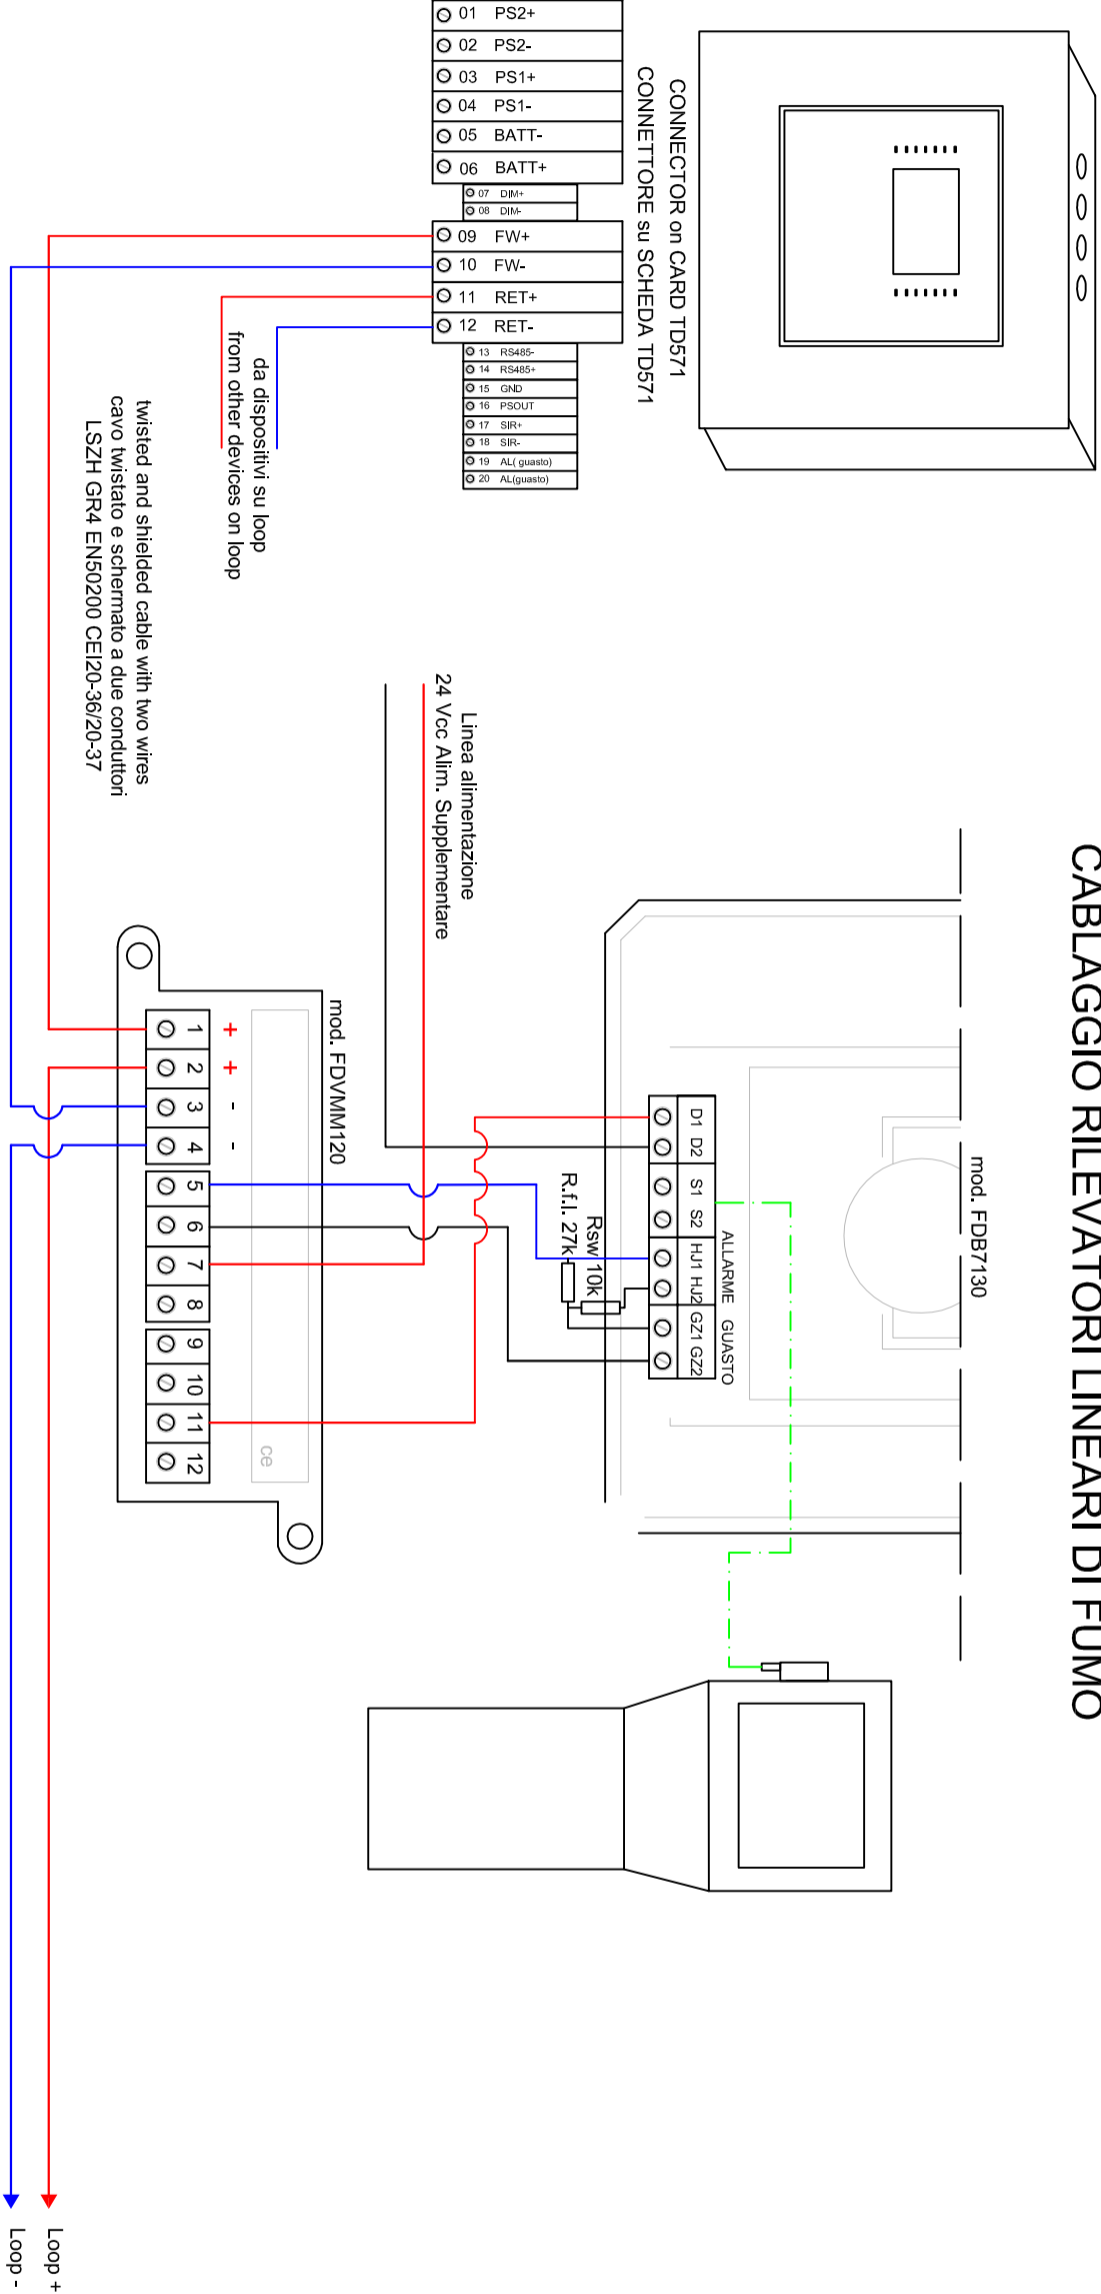 CABLAGGIO RILEVATORI LINEARI DI FUMO
CONNECTOR on CARD TD571
CONNETTORE su SCHEDA TD571
01 PS2+
02 PS2-
03 PS1+
04 PS1-
05 BATT-
06 BATT+
07 DIM+
08 DIM-
09 FW+
10 FW-
11 RET+
12 RET-
13 RS485-
14 RS485+
15 GND
16 PSOUT
17 SIR+
18 SIR-
19 AL( guasto)
20 AL(guasto)
da dispositivi su loop
from other devices on loop
twisted and shielded cable with two wires
cavo twistato e schermato a due conduttori
LSZH GR4 EN50200 CEI20-36/20-37
Linea alimentazione
24 Vcc Alim. Supplementare
mod. FDB7130
ALLARME GUASTO
D1 D2 S1 S2 HJ1 HJ2 GZ1 GZ2
Rsw 10k
R.f.l. 27k
mod. FDVMM120
+ + - -
1 2 3 4 5 6 7 8 9 10 11 12
ce
Loop +
Loop -